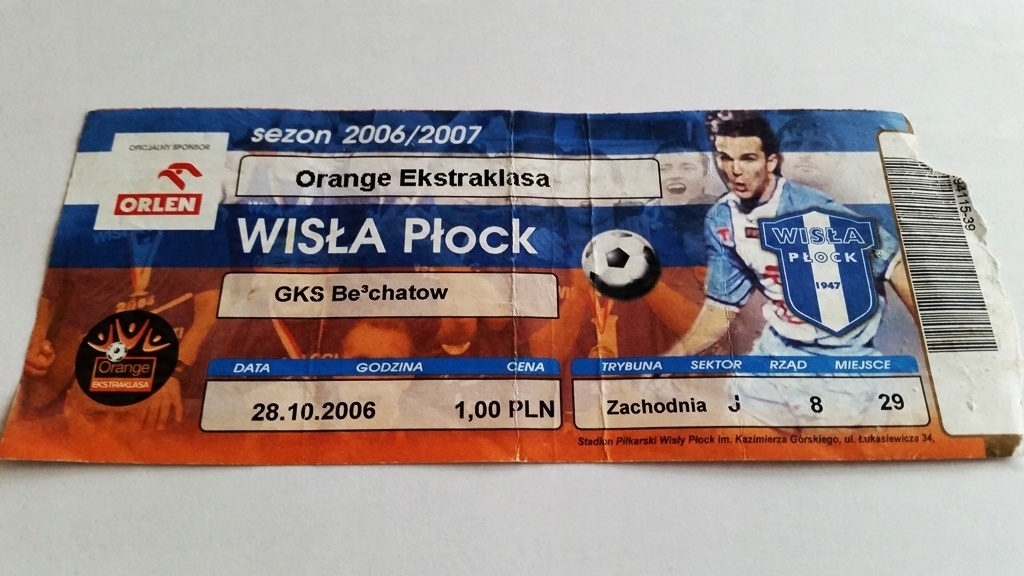 sezon 2006/2007
OFICJALNY SPONSOR
ORLEN
Orange Ekstraklasa
WISŁA Płock
GKS Be³chatow
WISŁA
PŁOCK
1947
Orange
EKSTRAKLASA
DATA GODZINA CENA
28.10.2006 1,00 PLN
TRYBUNA SEKTOR RZĄD MIEJSCE
Zachodnia J 8 29
Stadion Piłkarski Wisły Płock im. Kazimierza Górskiego, ul. Łukasiewicza 34,